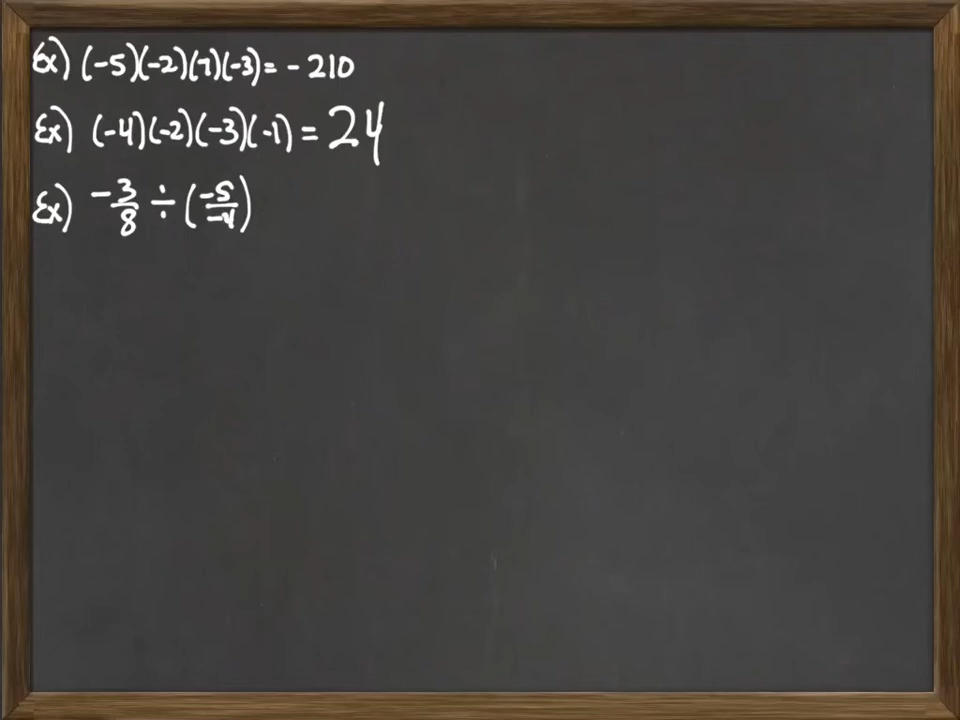 Ex) (-5)(-2)(7)(-3) = -210
Ex) (-4)(-2)(-3)(-1) = 24
Ex) -3/8 ÷ (-5/-4)